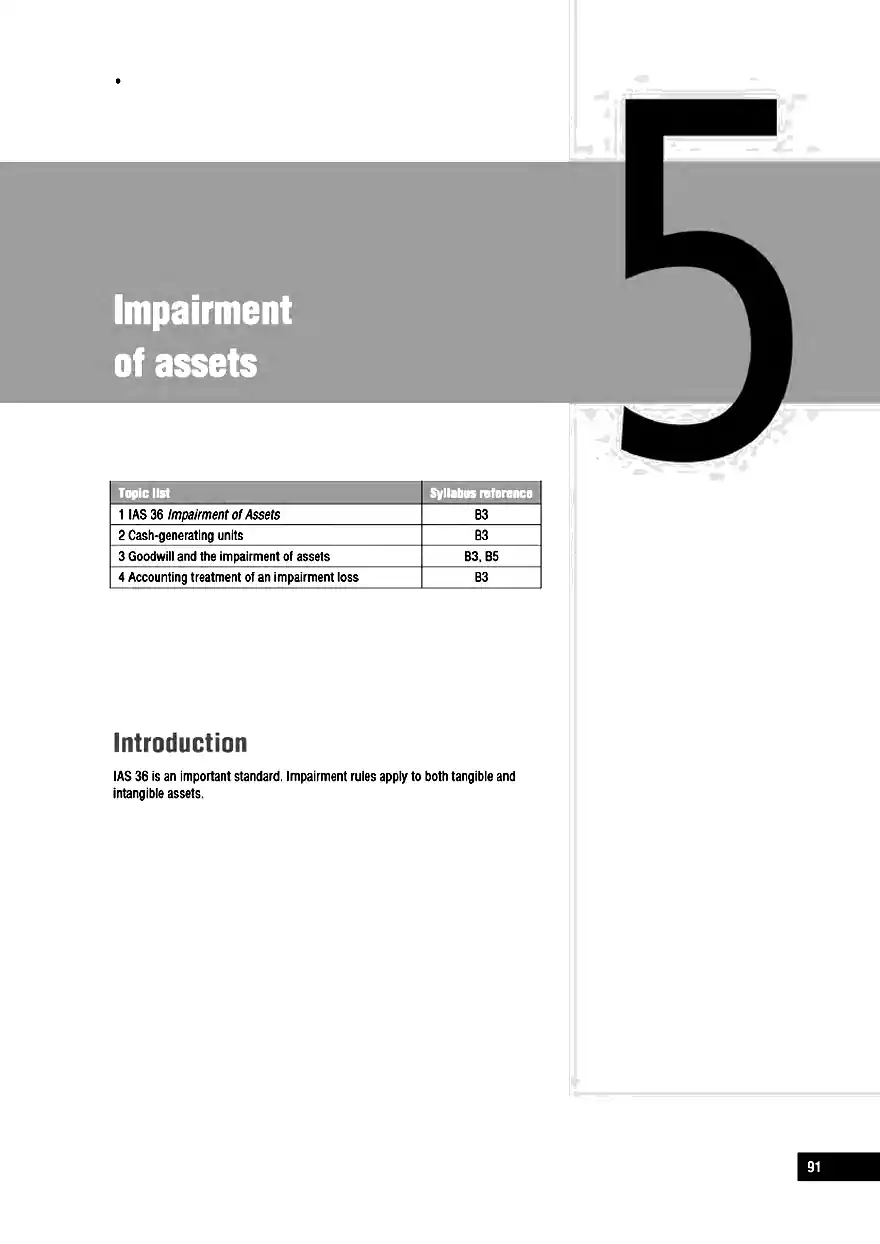 5
Impairment
of assets
Topic list Syllabus reference
1 IAS 36 Impairment of Assets B3
2 Cash-generating units B3
3 Goodwill and the impairment of assets B3, B5
4 Accounting treatment of an impairment loss B3
Introduction
IAS 36 is an important standard. Impairment rules apply to both tangible and
intangible assets.
91